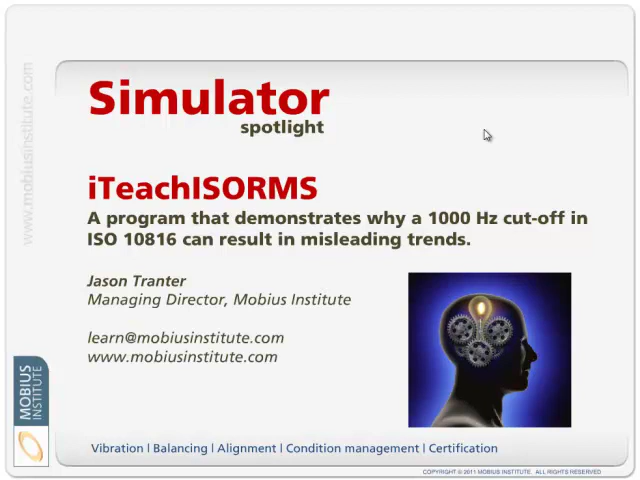 www.mobiusinstitute.com
Simulator
spotlight
iTeachISORMS
A program that demonstrates why a 1000 Hz cut-off in
ISO 10816 can result in misleading trends.
Jason Tranter
Managing Director, Mobius Institute
learn@mobiusinstitute.com
www.mobiusinstitute.com
MOBIUS
INSTITUTE
Vibration | Balancing | Alignment | Condition management | Certification
COPYRIGHT © 2011 MOBIUS INSTITUTE. ALL RIGHTS RESERVED